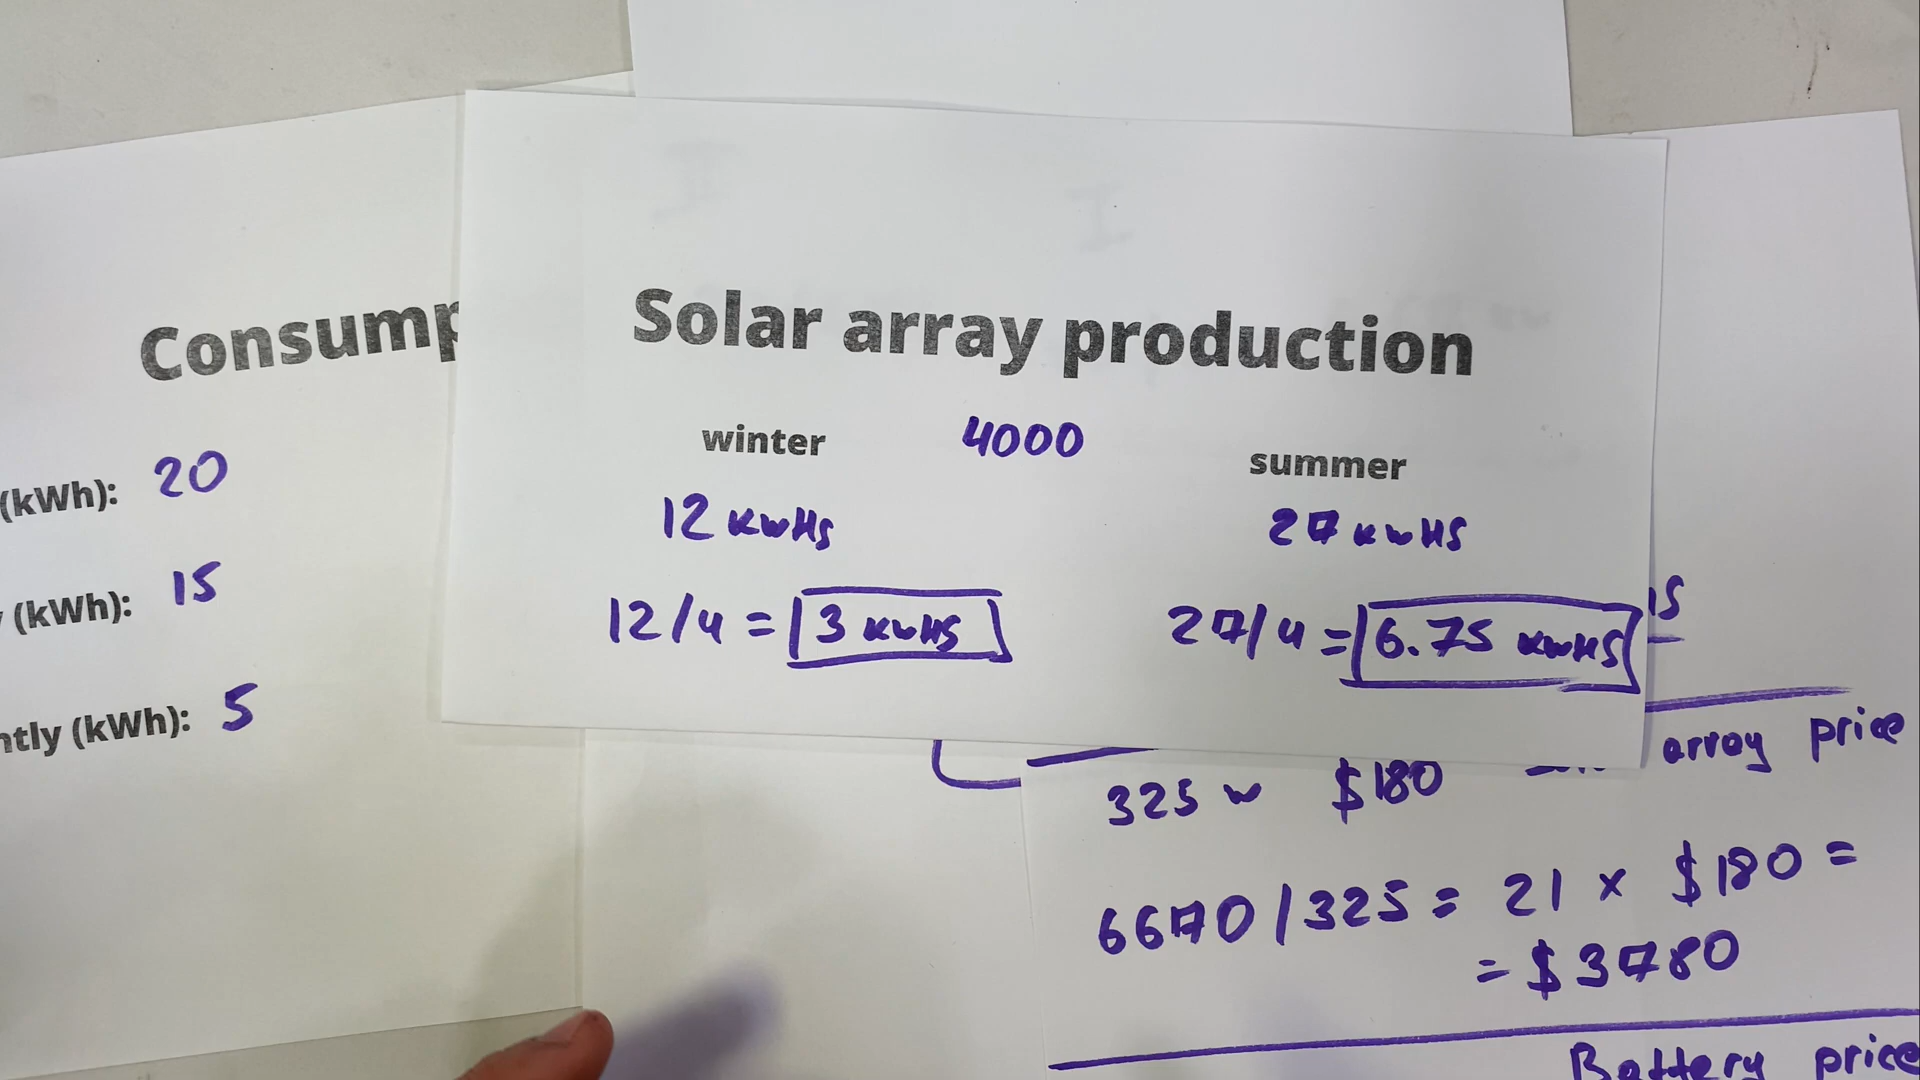 Consump
(kWh): 20
(kWh): 15
ntly (kWh): 5
Solar array production
winter
4000
summer
12 KWHS
27 KWHS
12/4 = 3 KWHS
27/4 = 6.75 KWHS
array price
325 W $180
6670/325 = 21 x $180 =
= $3780
Battery price